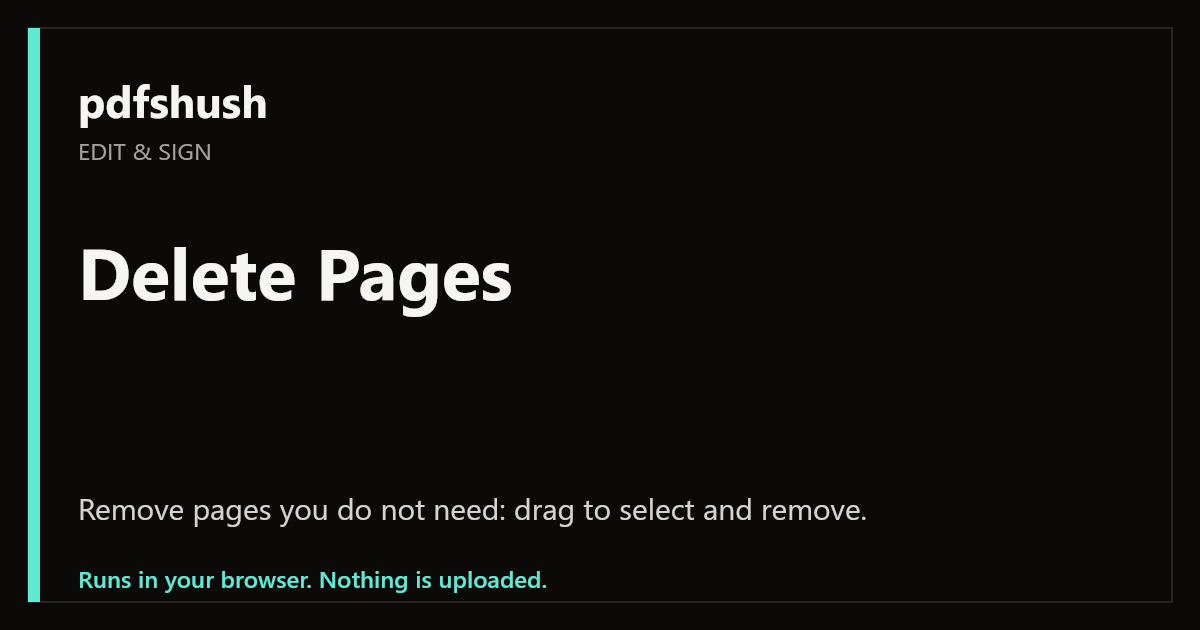 pdfshush
EDIT & SIGN
Delete Pages
Remove pages you do not need: drag to select and remove.
Runs in your browser. Nothing is uploaded.